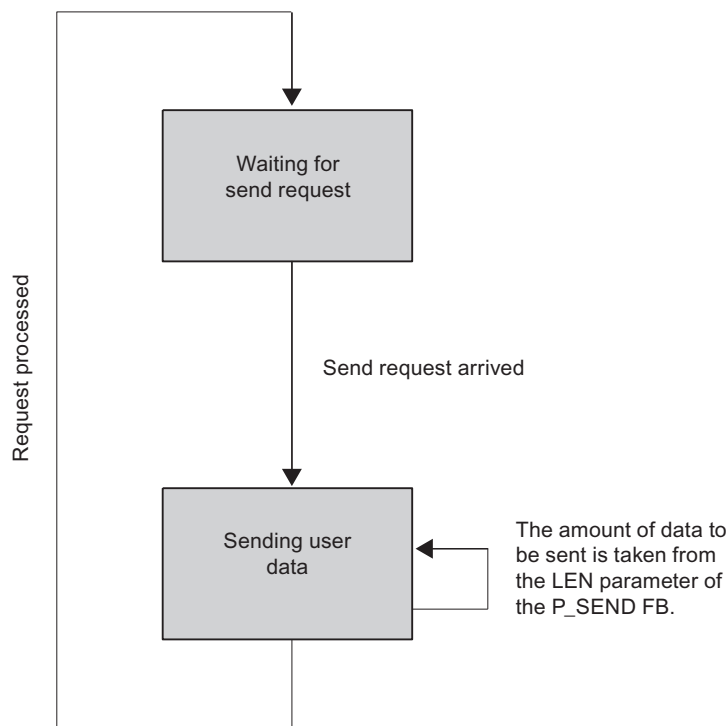 Waiting for
send request
Request processed
Send request arrived
Sending user
data
The amount of data to
be sent is taken from
the LEN parameter of
the P_SEND FB.